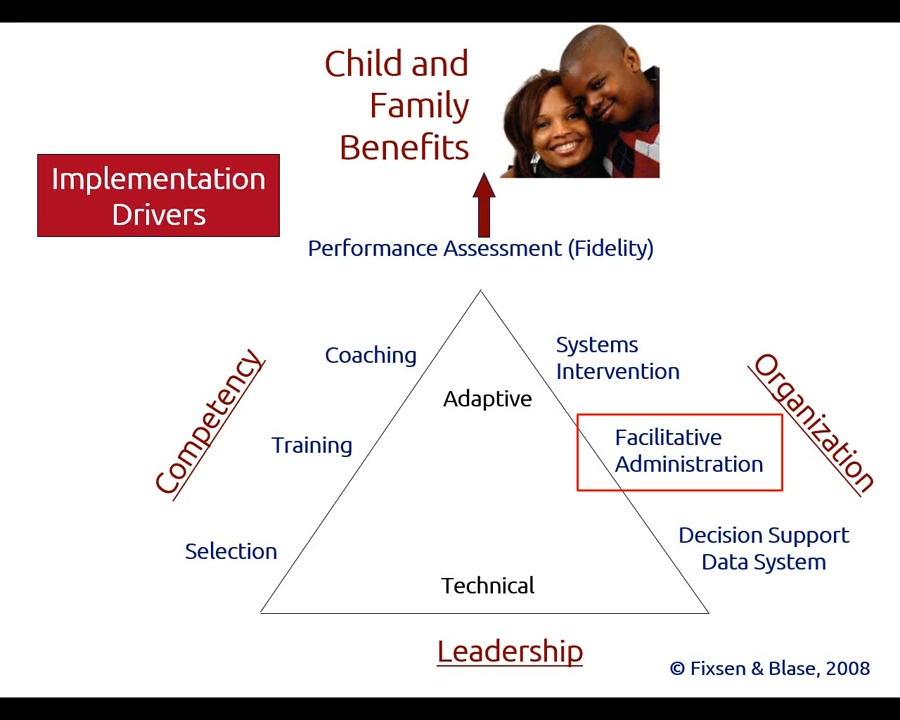 Child and
Family
Benefits
Implementation
Drivers
Performance Assessment (Fidelity)
Coaching
Systems
Intervention
Adaptive
Competency
Organization
Training
Facilitative
Administration
Selection
Decision Support
Data System
Technical
Leadership
© Fixsen & Blase, 2008